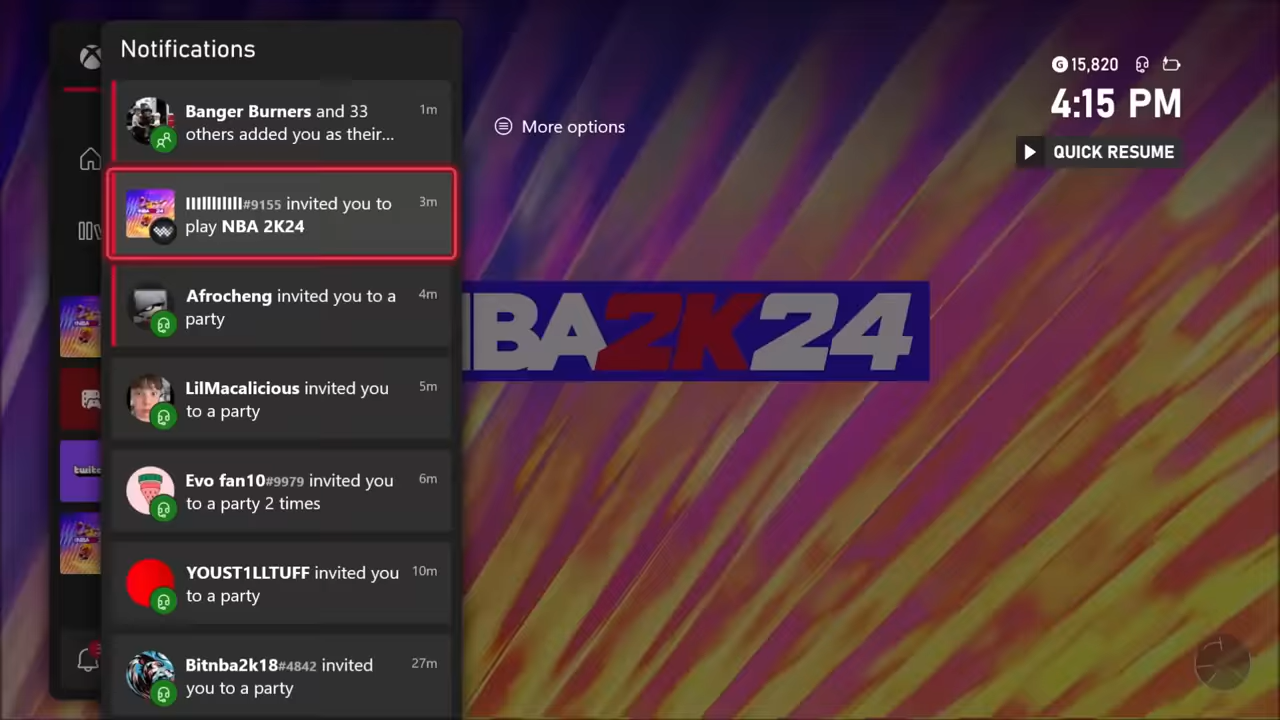 Notifications
Banger Burners and 33
others added you as their...
1m
IIIIIIIIIII#9155 invited you to
play NBA 2K24
3m
Afrocheng invited you to a
party
4m
LilMacalicious invited you
to a party
5m
Evo fan10#9979 invited you
to a party 2 times
6m
YOUST1LLTUFF invited you
to a party
10m
Bitnba2k18#4842 invited
you to a party
27m
More options
G 15,820
4:15 PM
QUICK RESUME
NBA2K24